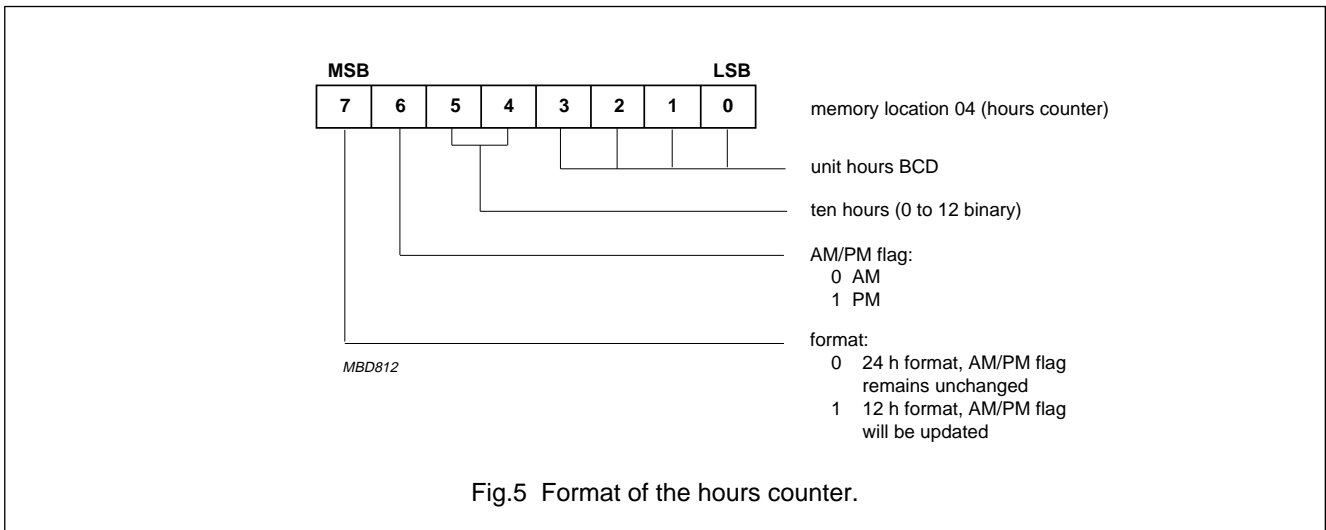 MSB LSB
7 6 5 4 3 2 1 0
memory location 04 (hours counter)
unit hours BCD
ten hours (0 to 12 binary)
AM/PM flag:
0 AM
1 PM
format:
0 24 h format, AM/PM flag
remains unchanged
1 12 h format, AM/PM flag
will be updated
MBD812
Fig.5 Format of the hours counter.